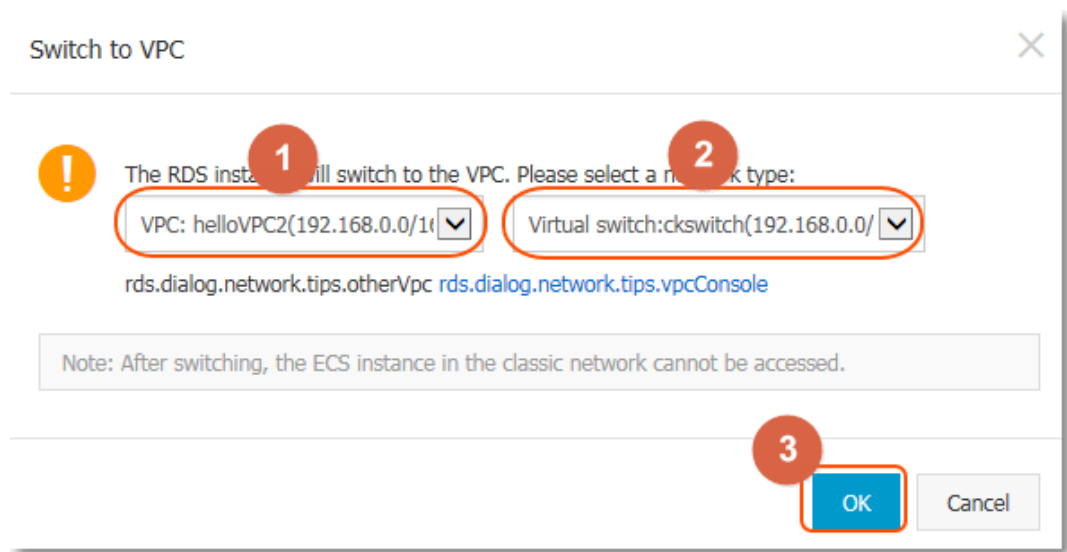 Switch to VPC
1
2
The RDS insta ill switch to the VPC. Please select a n k type:
VPC: helloVPC2(192.168.0.0/16
Virtual switch:ckswitch(192.168.0.0/
rds.dialog.network.tips.otherVpc rds.dialog.network.tips.vpcConsole
Note: After switching, the ECS instance in the classic network cannot be accessed.
3
OK
Cancel